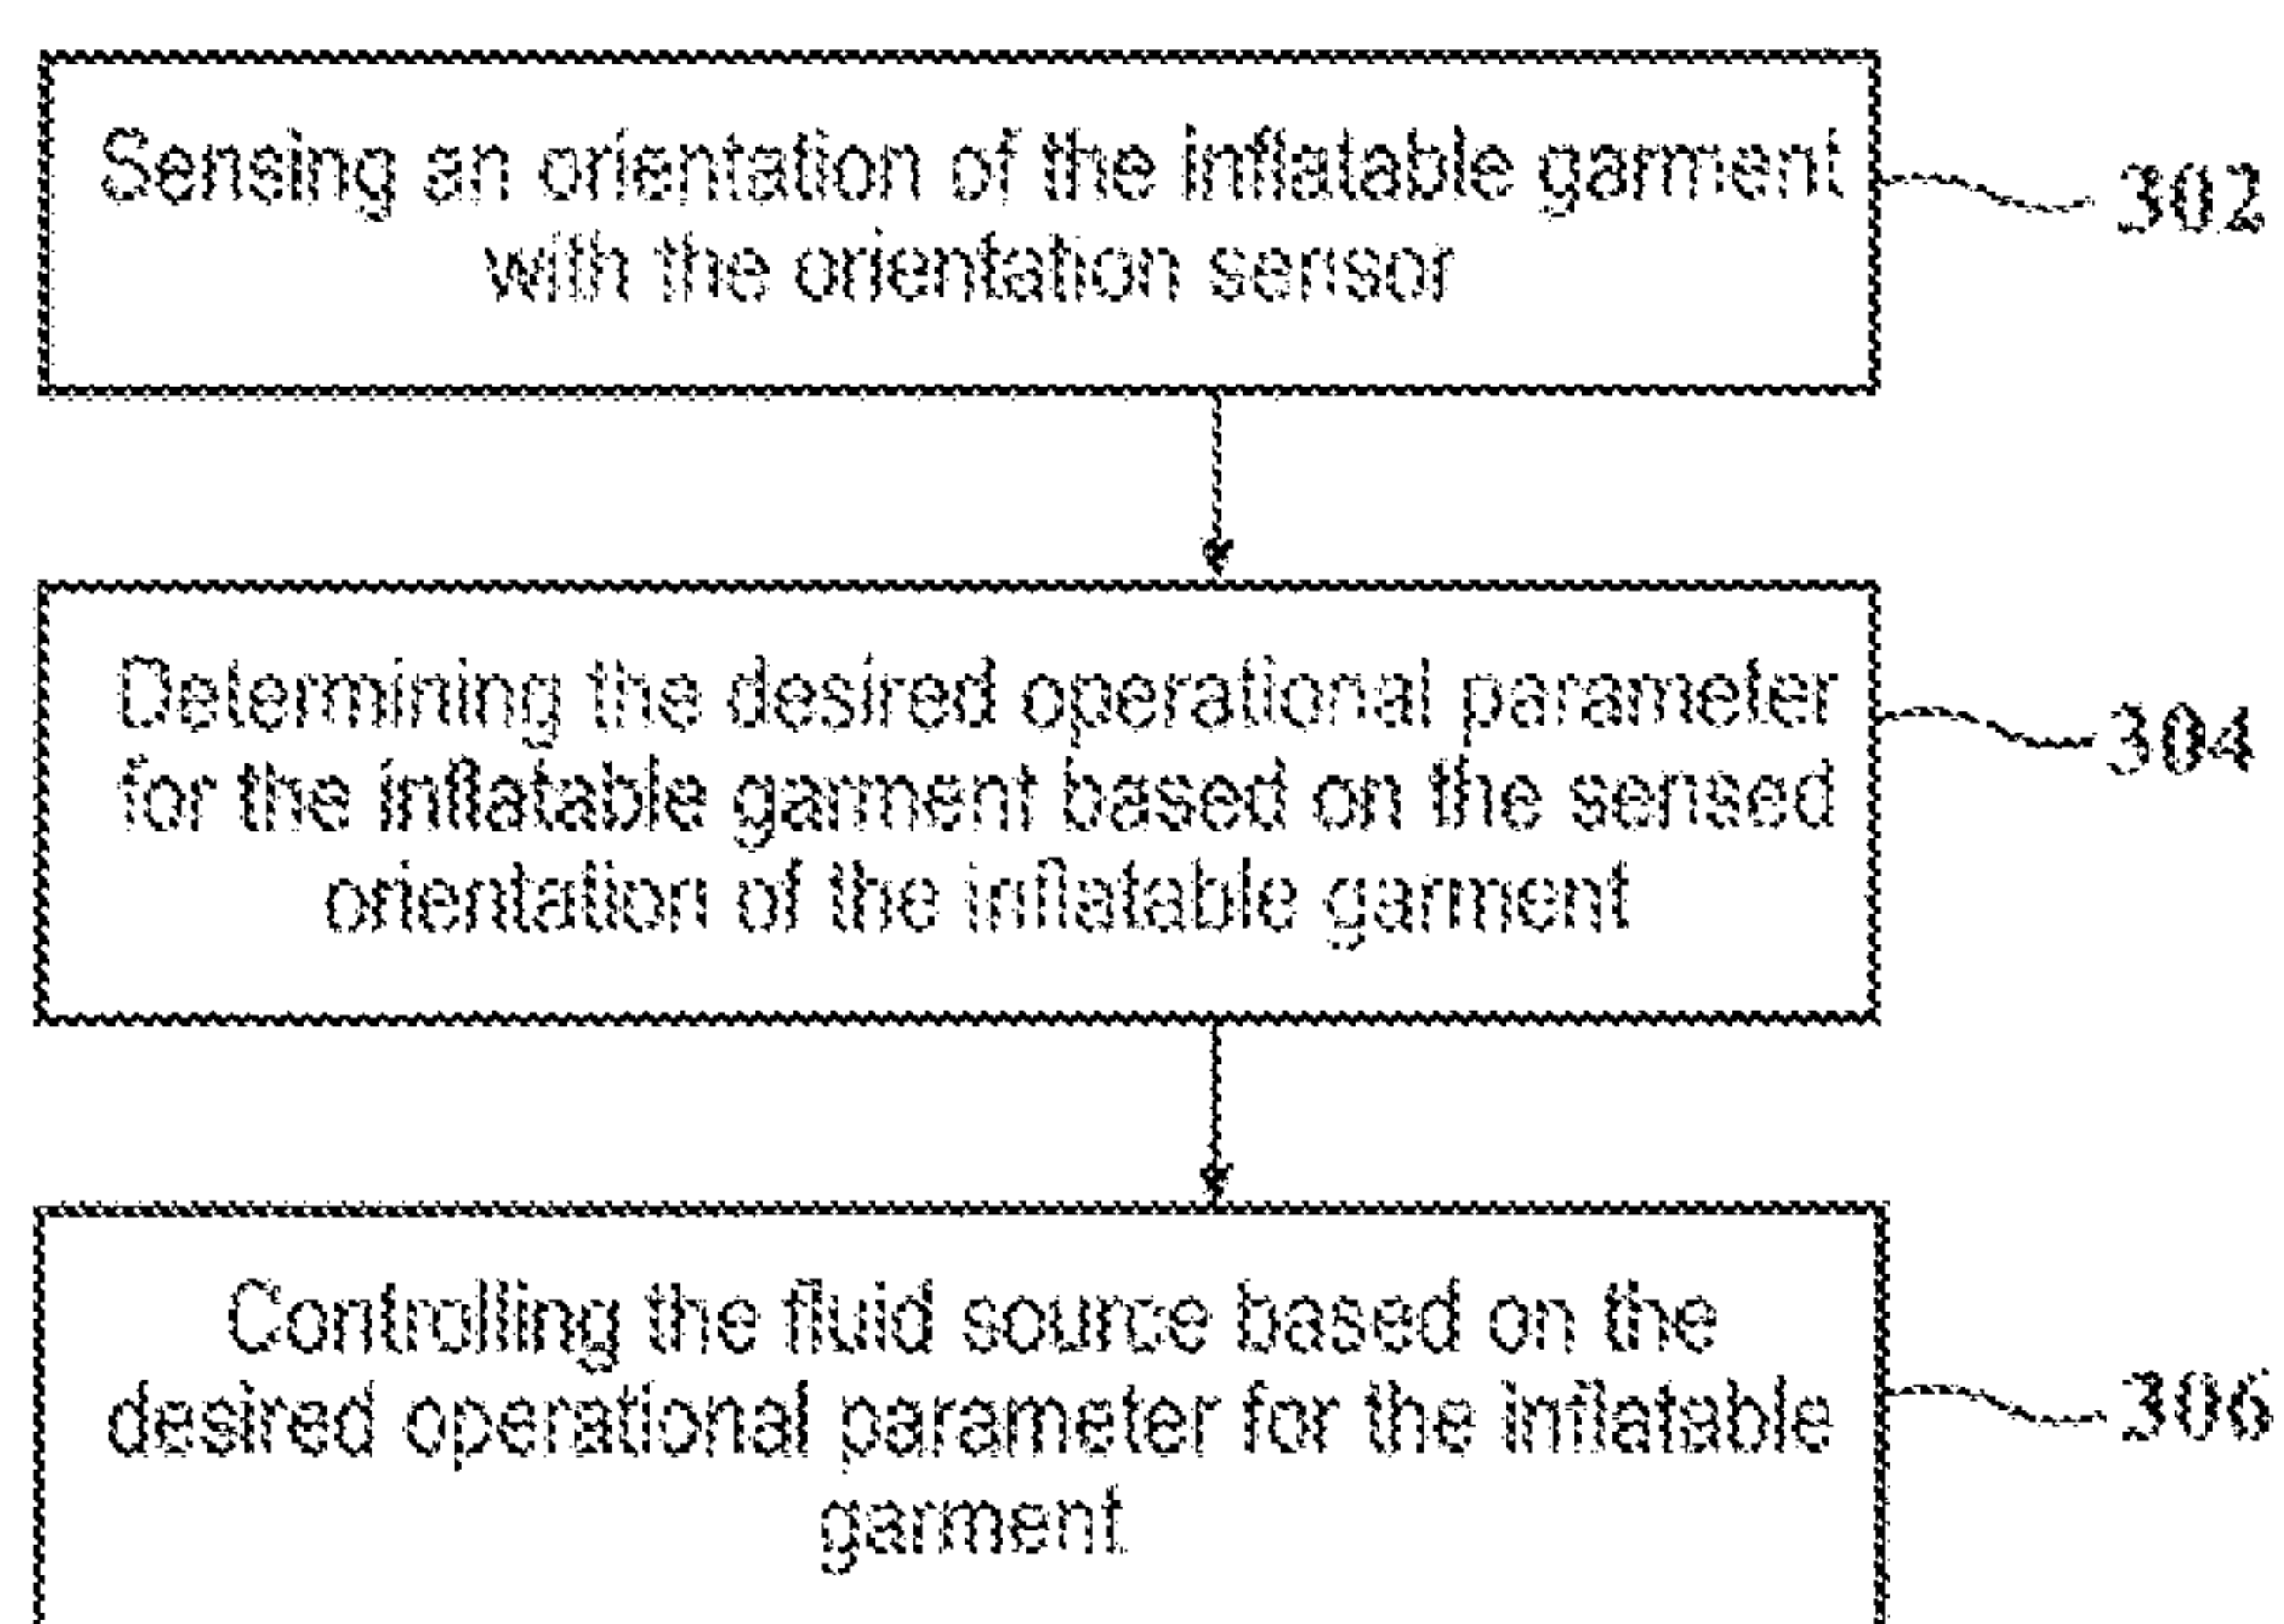 Sensing an orientation of the inflatable garment
with the orientation sensor
302
Determining the desired operational parameter
for the inflatable garment based on the sensed
orientation of the inflatable garment
304
Controlling the fluid source based on the
desired operational parameter for the inflatable
garment
306